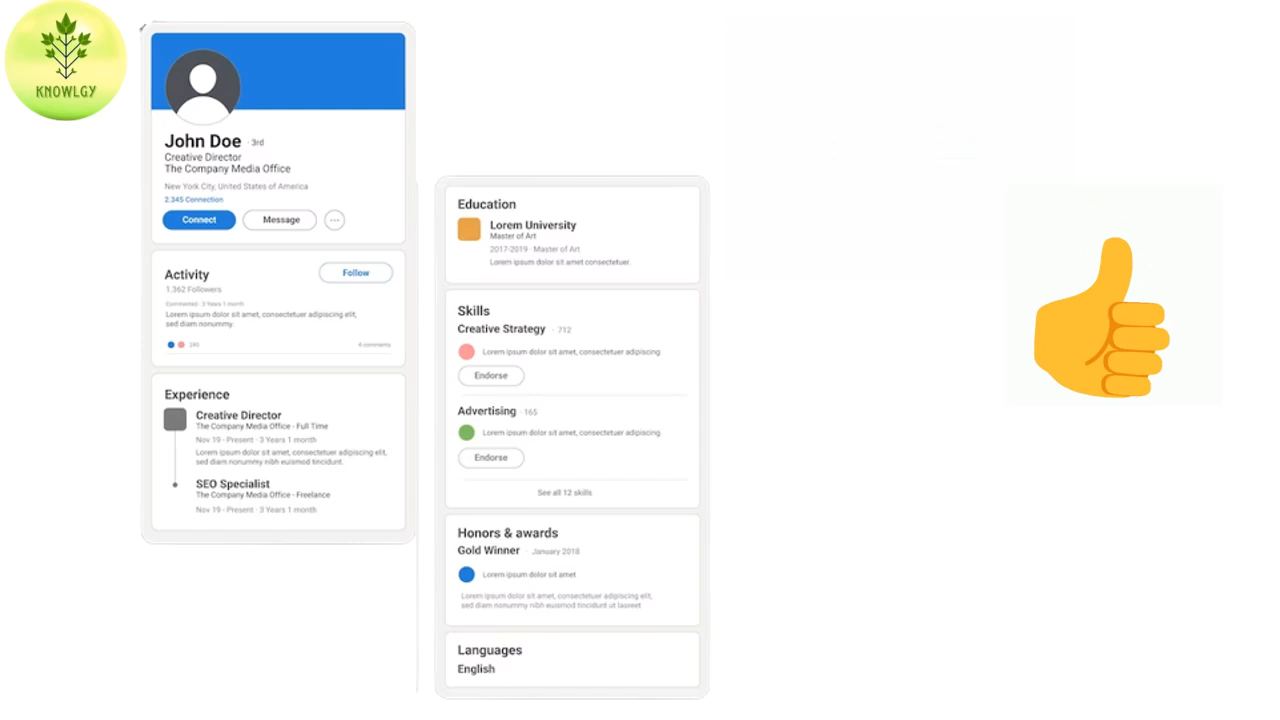 KNOWLGY
John Doe · 3rd
Creative Director
The Company Media Office
New York City, United States of America
2.345 Connection
Connect
Message
Activity
Follow
1.362 Followers
Commented · 3 Years 1 month
Lorem ipsum dolor sit amet, consectetuer adipiscing elit,
sed diam nonummy.
240
6 comments
Experience
Creative Director
The Company Media Office - Full Time
Nov 19 - Present · 3 Years 1 month
Lorem ipsum dolor sit amet, consectetuer adipiscing elit,
sed diam nonummy nibh euismod tincidunt.
SEO Specialist
The Company Media Office - Freelance
Nov 19 - Present · 3 Years 1 month
Education
Lorem University
Master of Art
2017-2019 · Master of Art
Lorem ipsum dolor sit amet consectetuer.
Skills
Creative Strategy · 712
Lorem ipsum dolor sit amet, consectetuer adipiscing
Endorse
Advertising · 165
Lorem ipsum dolor sit amet, consectetuer adipiscing
Endorse
See all 12 skills
Honors & awards
Gold Winner · January 2018
Lorem ipsum dolor sit amet
Lorem ipsum dolor sit amet, consectetuer adipiscing elit,
sed diam nonummy nibh euismod tincidunt ut laoreet
Languages
English